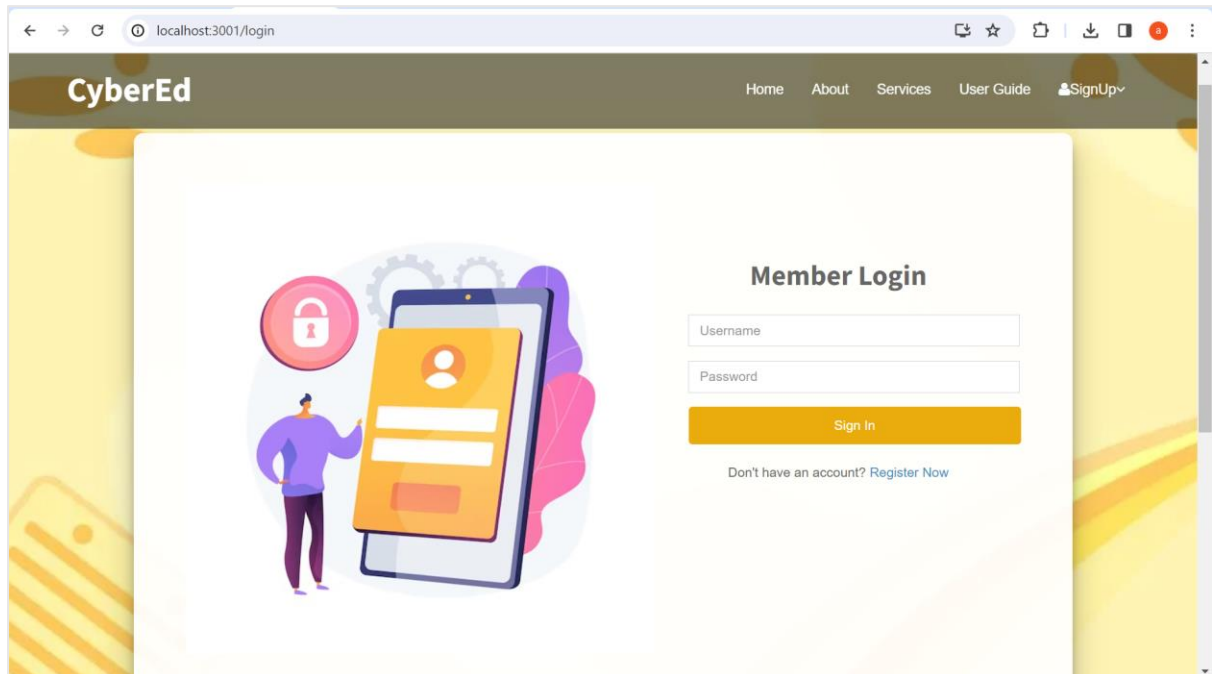 localhost:3001/login
a
CyberEd
Home About Services User Guide SignUp
Member Login
Username
Password
Sign In
Don't have an account? Register Now